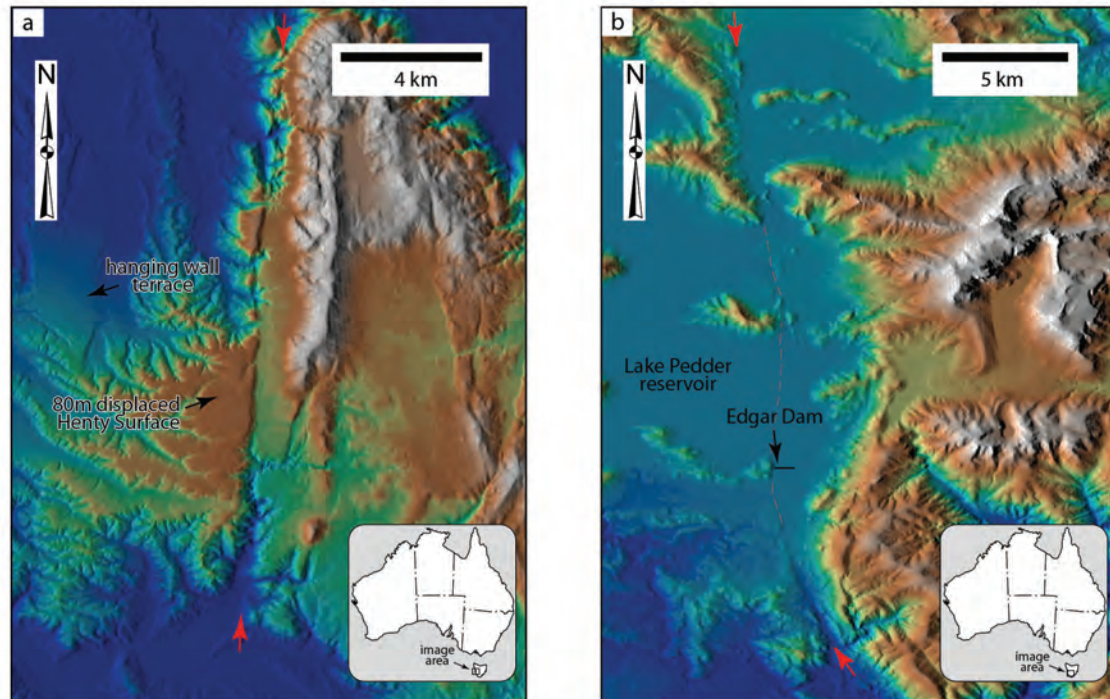 a
4 km
N
hanging wall
terrace
80m displaced
Henty Surface
image
area
b
5 km
N
Lake Pedder
reservoir
Edgar Dam
image
area